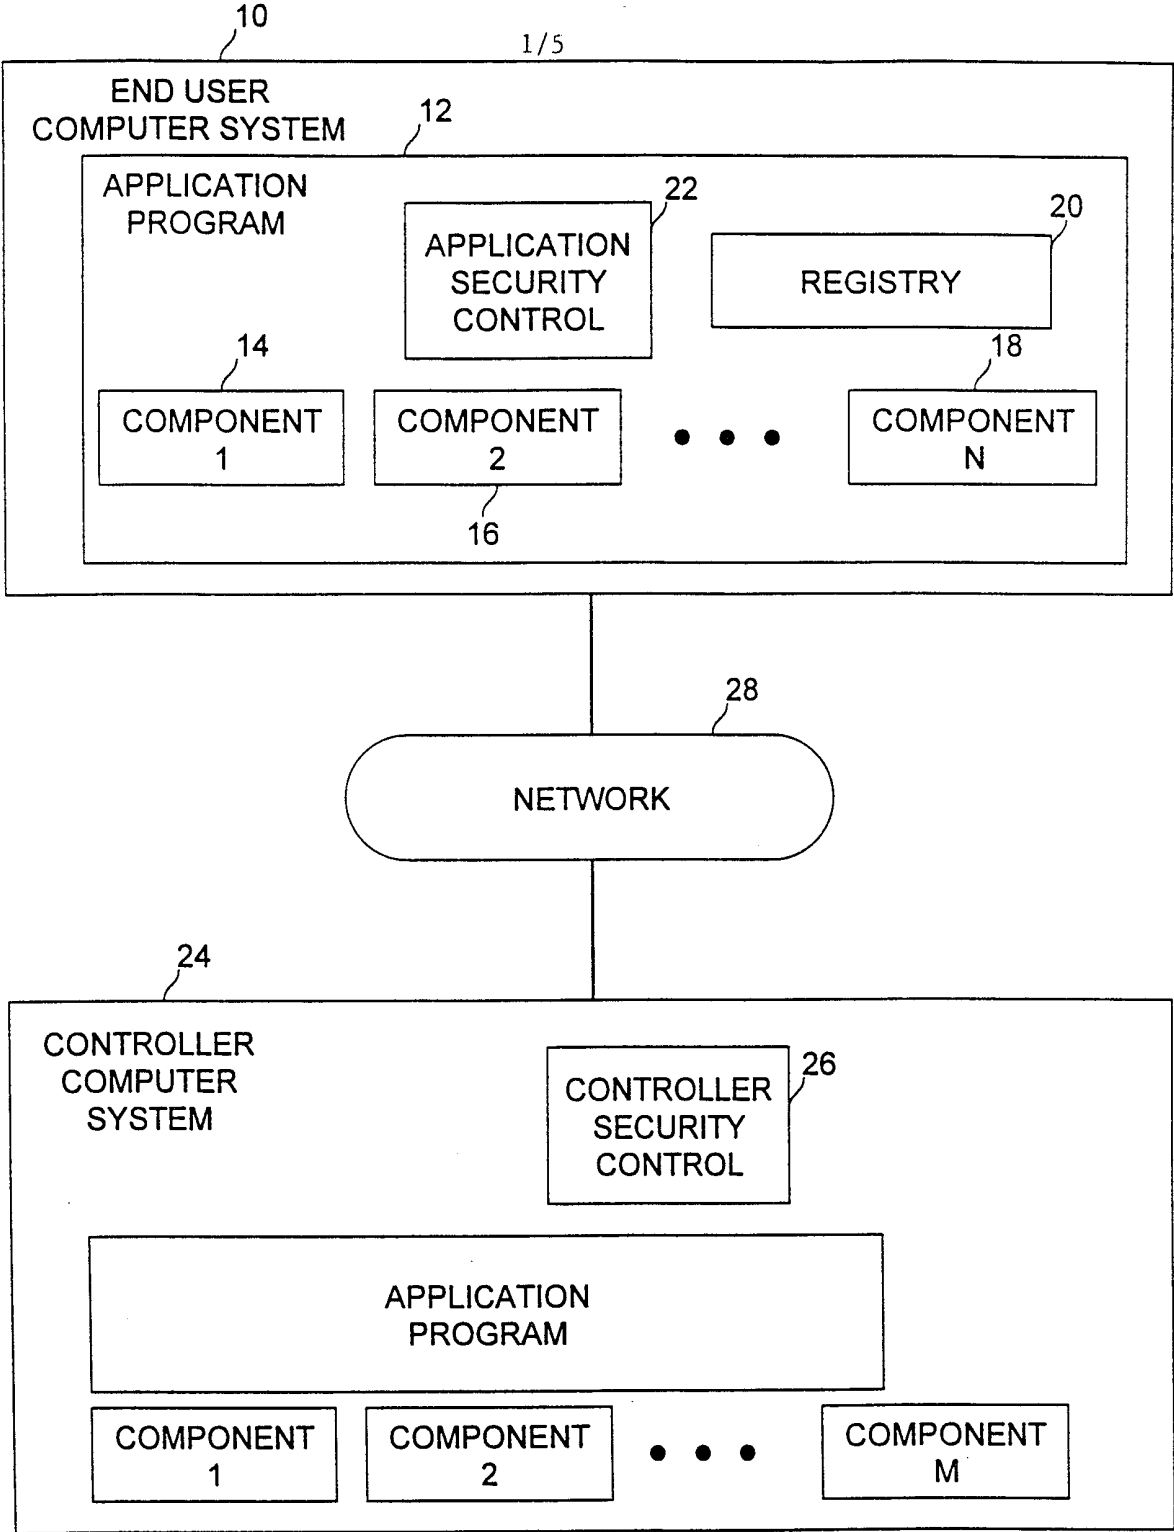 10
1/5
END USER
COMPUTER SYSTEM
12
APPLICATION
PROGRAM
22
APPLICATION
SECURITY
CONTROL
20
REGISTRY
14
COMPONENT
1
COMPONENT
2
16
18
COMPONENT
N
28
NETWORK
24
CONTROLLER
COMPUTER
SYSTEM
26
CONTROLLER
SECURITY
CONTROL
APPLICATION
PROGRAM
COMPONENT
1
COMPONENT
2
COMPONENT
M